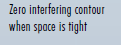 Zero interfering contour
when space is tight